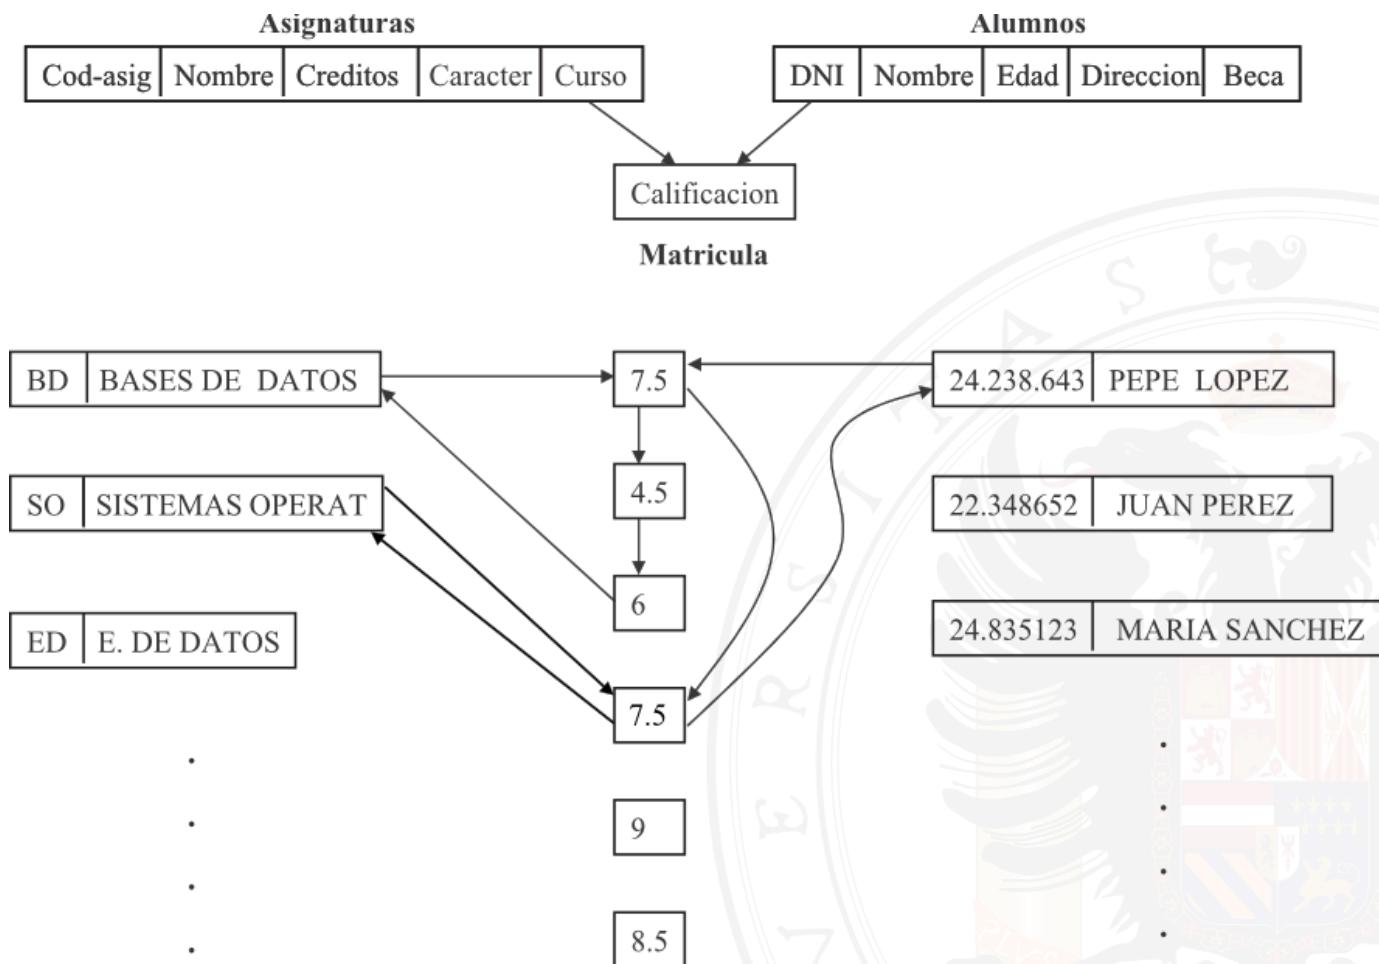 Asignaturas
Alumnos
Cod-asig Nombre Creditos Caracter Curso
DNI Nombre Edad Direccion Beca
Calificacion
Matricula
BD BASES DE DATOS
7.5
24.238.643 PEPE LOPEZ
SO SISTEMAS OPERAT
4.5
22.348652 JUAN PEREZ
6
ED E. DE DATOS
24.835123 MARIA SANCHEZ
7.5
9
8.5